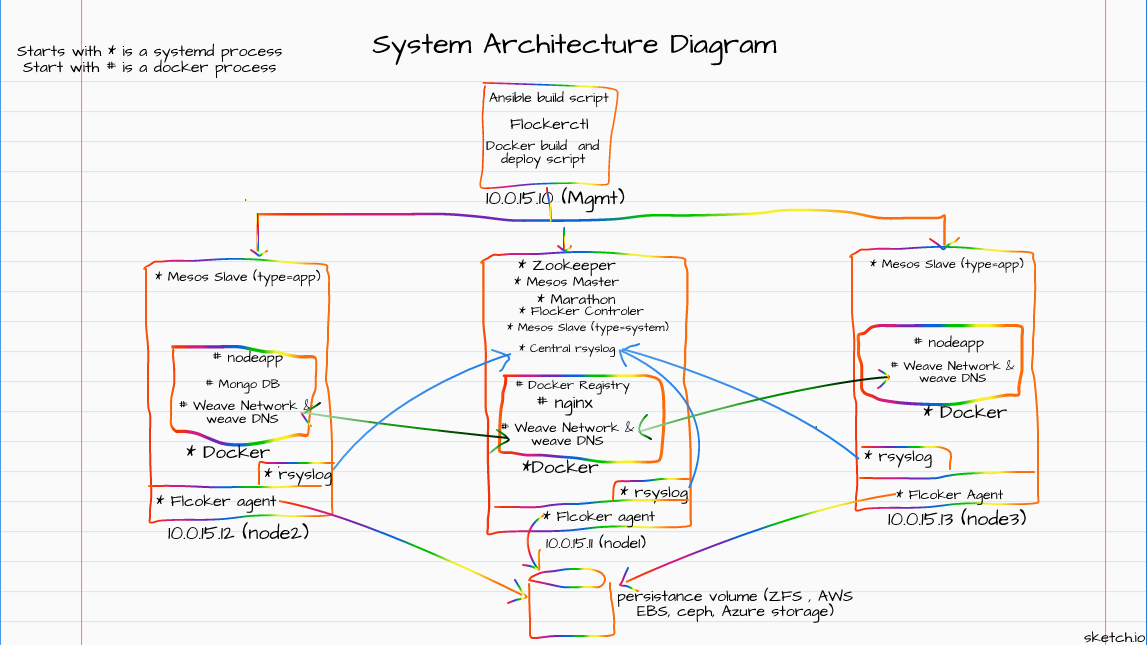 System Architecture Diagram
Starts with * is a systemd process
Start with # is a docker process
Ansible build script
Flockerctl
Docker build and
deploy script
10.0.15.10 (Mgmt)
* Mesos Slave (type=app)
# nodeapp
# Mongo DB
# Weave Network &
weave DNS
* Docker
* rsyslog
* Flcoker agent
10.0.15.12 (node2)
* Zookeeper
* Mesos Master
* Marathon
* Flocker Controler
* Mesos Slave (type=system)
* Central rsyslog
# Docker Registry
# nginx
# Weave Network &
weave DNS
*Docker
* rsyslog
* Flcoker agent
10.0.15.11 (node1)
* Mesos Slave (type=app)
# nodeapp
# Weave Network &
weave DNS
* Docker
* rsyslog
* Flcoker Agent
10.0.15.13 (node3)
persistance volume (ZFS , AWS
EBS, ceph, Azure storage)
sketch.io